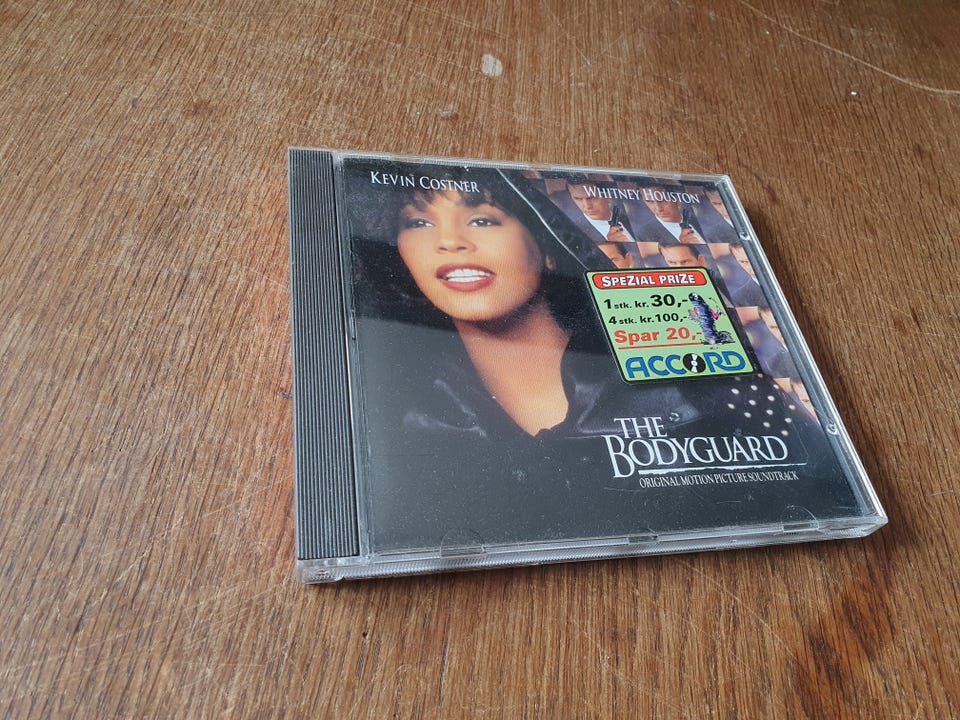 KEVIN COSTNER
WHITNEY HOUSTON
SPEZIAL PRIZE
1 stk. kr. 30,-
4 stk. kr. 100,-
Spar 20,-
ACCORD
THE
BODYGUARD
ORIGINAL MOTION PICTURE SOUNDTRACK